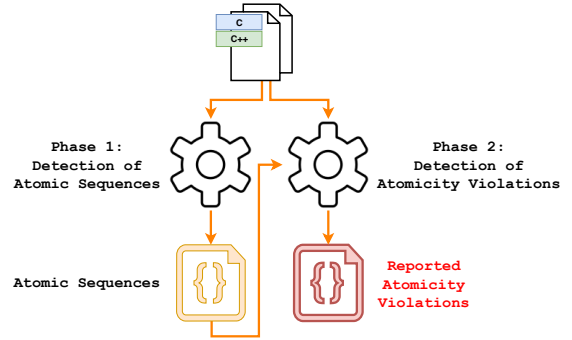 C
C++
Phase 1:
Detection of
Atomic Sequences
Phase 2:
Detection of
Atomicity Violations
Atomic Sequences
{}
{}
Reported
Atomicity
Violations